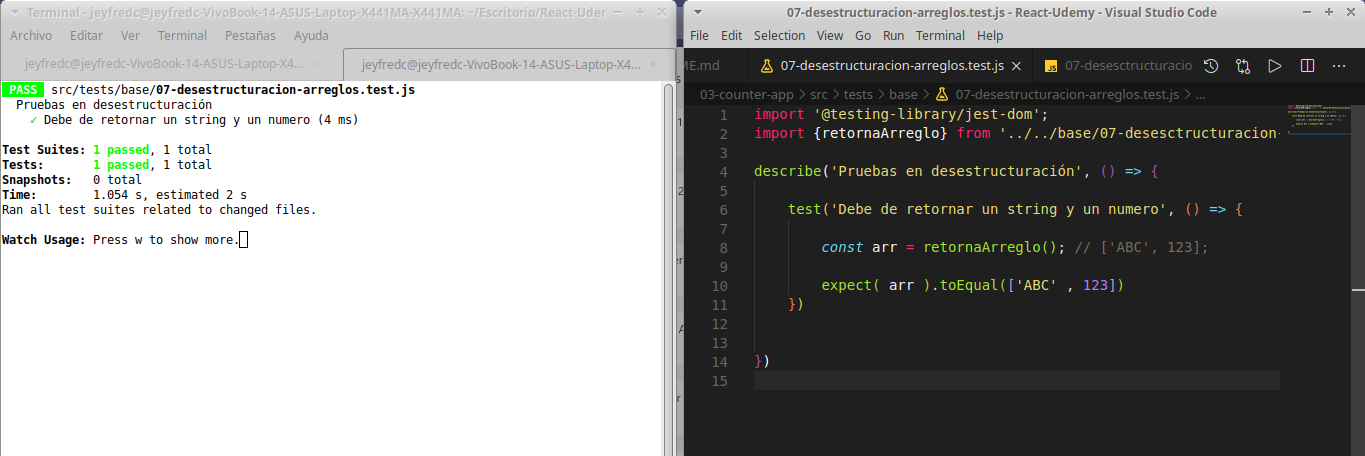 Terminal - jeyfredc@jeyfredc-VivoBook-14-ASUS-Laptop-X441MA-X441MA: ~/Escritorio/React-Uder
Archivo Editar Ver Terminal Pestañas Ayuda
jeyfredc@jeyfredc-VivoBook-14-ASUS-Laptop-X4...
jeyfredc@jeyfredc-VivoBook-14-ASUS-Laptop-X4...
PASS src/tests/base/07-desestructuracion-arreglos.test.js
Pruebas en desestructuración
✓ Debe de retornar un string y un numero (4 ms)
Test Suites: 1 passed, 1 total
Tests: 1 passed, 1 total
Snapshots: 0 total
Time: 1.054 s, estimated 2 s
Ran all test suites related to changed files.
Watch Usage: Press w to show more.
07-desestructuracion-arreglos.test.js - React-Udemy - Visual Studio Code
File Edit Selection View Go Run Terminal Help
ME.md
07-desestructuracion-arreglos.test.js
JS 07-desesctructuracio
03-counter-app > src > tests > base > 07-desestructuracion-arreglos.test.js > ...
1 import '@testing-library/jest-dom';
2 import {retornaArreglo} from '../../base/07-desesctructuracion-
3
4 describe('Pruebas en desestructuración', () => {
5
6 test('Debe de retornar un string y un numero', () => {
7
8 const arr = retornaArreglo(); // ['ABC', 123];
9
10 expect( arr ).toEqual(['ABC' , 123])
11 })
12
13
14 })
15